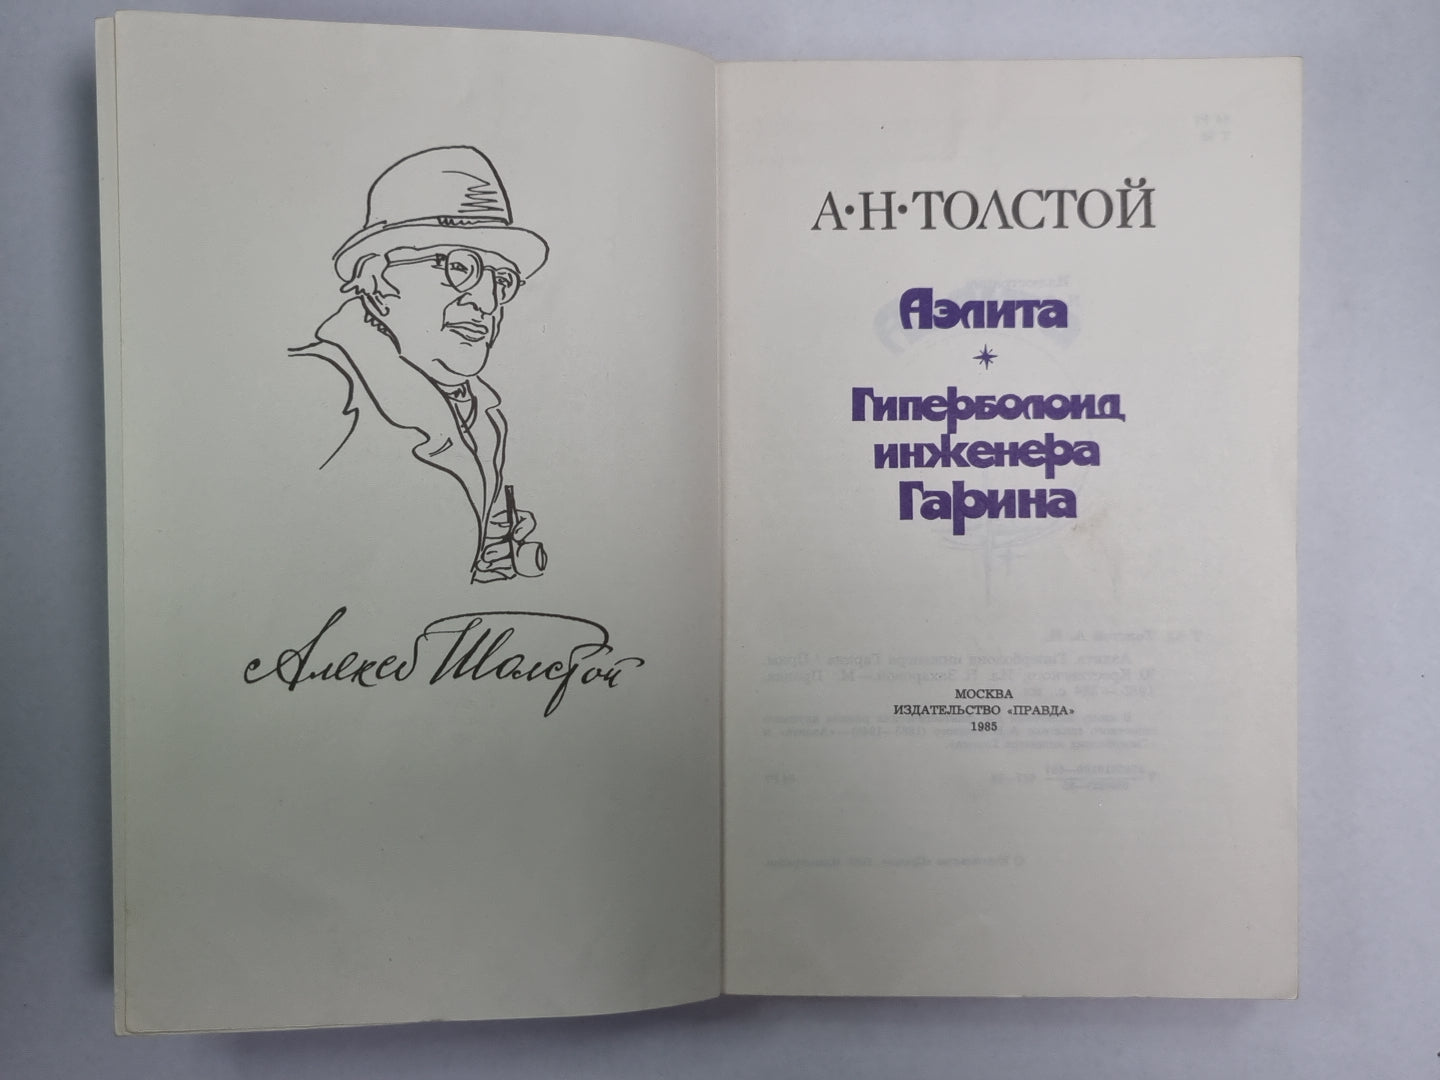 Алексей Толстой
А•Н•ТОЛСТОЙ
Аэлита
Гиперболоид
инженера
Гарина
МОСКВА
ИЗДАТЕЛЬСТВО «ПРАВДА»
1985